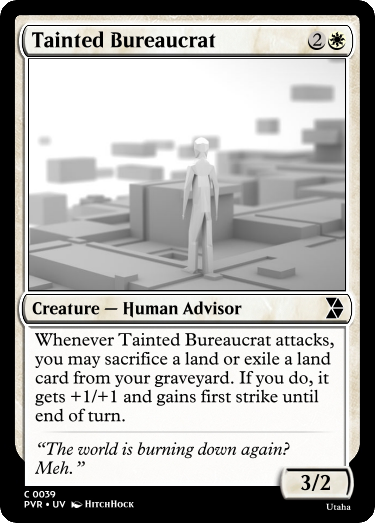 Tainted Bureaucrat 2
Creature — Human Advisor
Whenever Tainted Bureaucrat attacks,
you may sacrifice a land or exile a land
card from your graveyard. If you do, it
gets +1/+1 and gains first strike until
end of turn.
"The world is burning down again?
Meh."
3/2
C 0039
PVR • UV HitchHock
Utaha